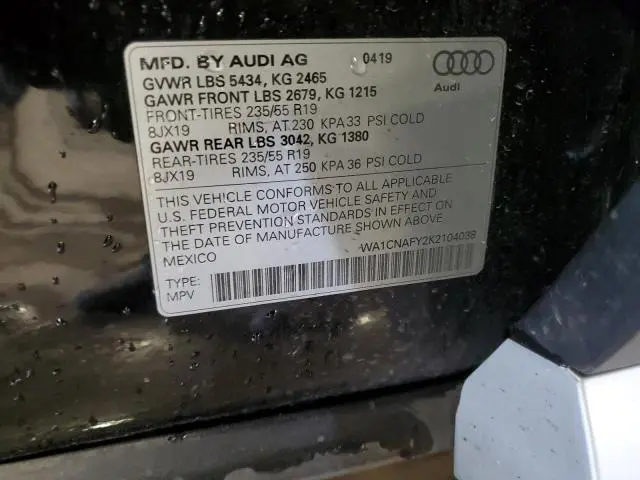 MFD. BY AUDI AG 0419
GVWR LBS 5434, KG 2465
GAWR FRONT LBS 2679, KG 1215
Audi
FRONT-TIRES 235/55 R19
8JX19 RIMS, AT 230 KPA 33 PSI COLD
GAWR REAR LBS 3042, KG 1380
REAR-TIRES 235/55 R19
8JX19 RIMS, AT 250 KPA 36 PSI COLD
THIS VEHICLE CONFORMS TO ALL APPLICABLE
U.S. FEDERAL MOTOR VEHICLE SAFETY AND
THEFT PREVENTION STANDARDS IN EFFECT ON
THE DATE OF MANUFACTURE SHOWN ABOVE
MEXICO WA1CNAFY2K2104038
TYPE:
MPV